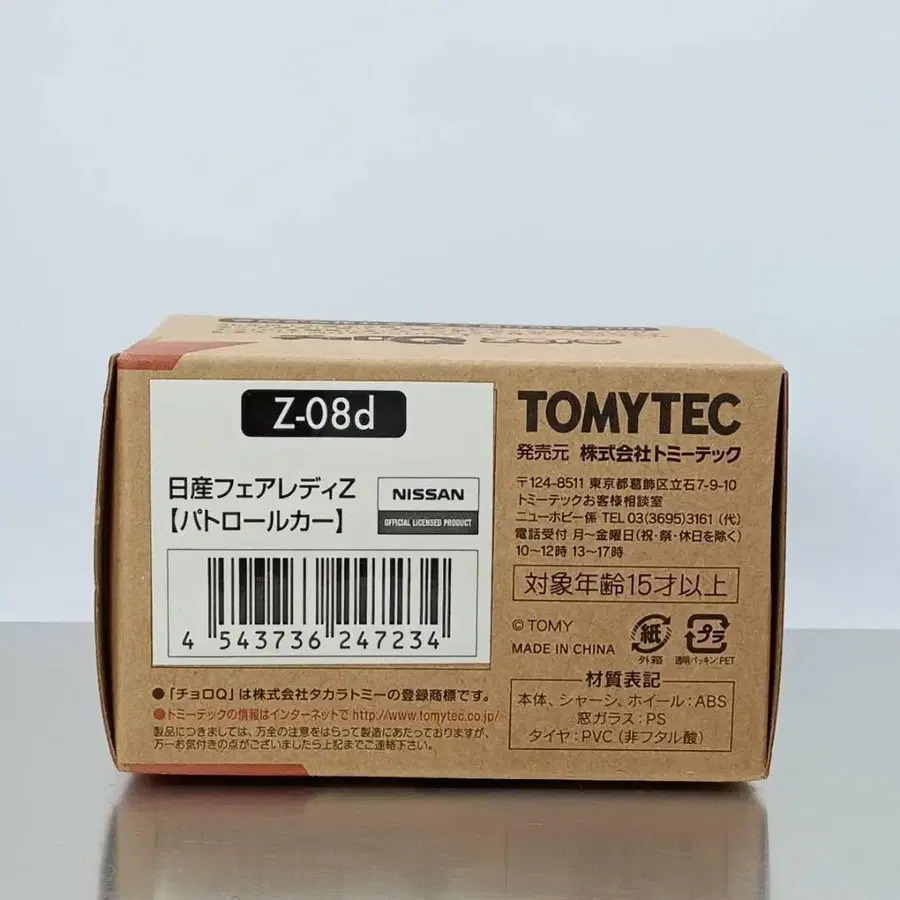 Z-08d
日産フェアレディZ
【パトロールカー】
NISSAN
OFFICIAL LICENSED PRODUCT
4 543736 247234
●「チョロQ」は株式会社タカラトミーの登録商標です。
●トミーテックの情報はインターネットで http://www.tomytec.co.jp/
製品につきましては、万全の注意をはらって製造にあたっておりますが、
万一お気付きの点がございましたら上記までご連絡下さい。
TOMYTEC
発売元 株式会社トミーテック
〒124-8511 東京都葛飾区立石7-9-10
トミーテックお客様相談室
ニューホビー係 TEL 03(3695)3161 (代)
電話受付 月〜金曜日(祝・祭・休日を除く)
10〜12時 13〜17時
対象年齢15才以上
© TOMY
MADE IN CHINA
紙
外箱
プラ
透明パッキン:PET
材質表記
本体、シャーシ、ホイール:ABS
窓ガラス:PS
タイヤ:PVC(非フタル酸)